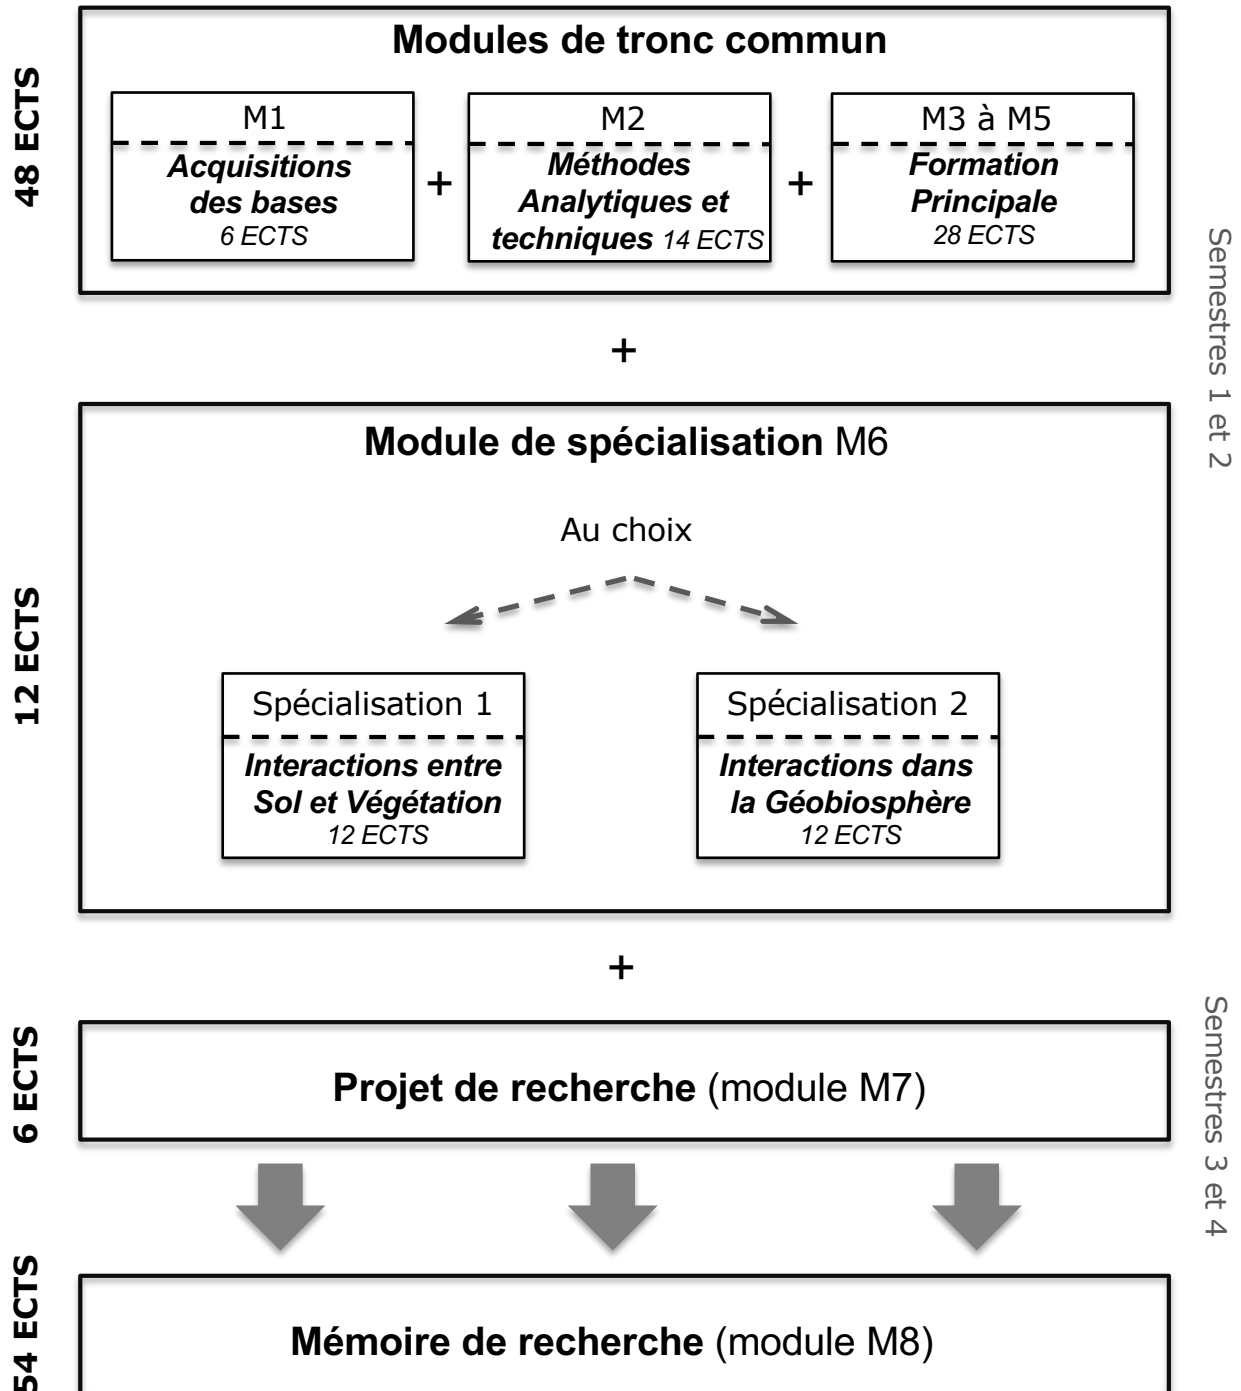 48 ECTS
Modules de tronc commun
M1
Acquisitions
des bases
6 ECTS
+
M2
Méthodes
Analytiques et
techniques 14 ECTS
+
M3 à M5
Formation
Principale
28 ECTS
Semestres 1 et 2
+
12 ECTS
Module de spécialisation M6
Au choix
Spécialisation 1
Interactions entre
Sol et Végétation
12 ECTS
Spécialisation 2
Interactions dans
la Géobiosphère
12 ECTS
+
6 ECTS
Projet de recherche (module M7)
Semestres 3 et 4
54 ECTS
Mémoire de recherche (module M8)